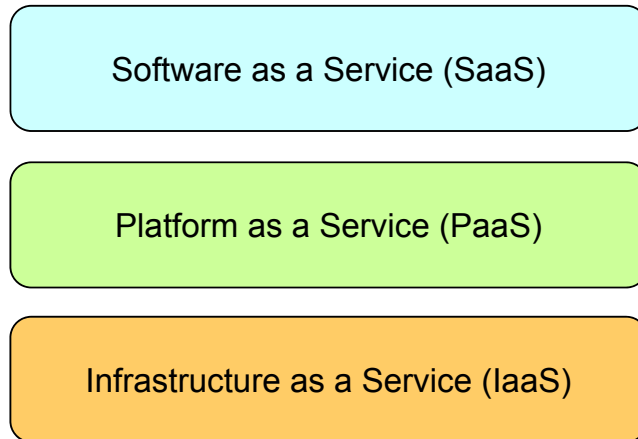 Software as a Service (SaaS)
Platform as a Service (PaaS)
Infrastructure as a Service (IaaS)